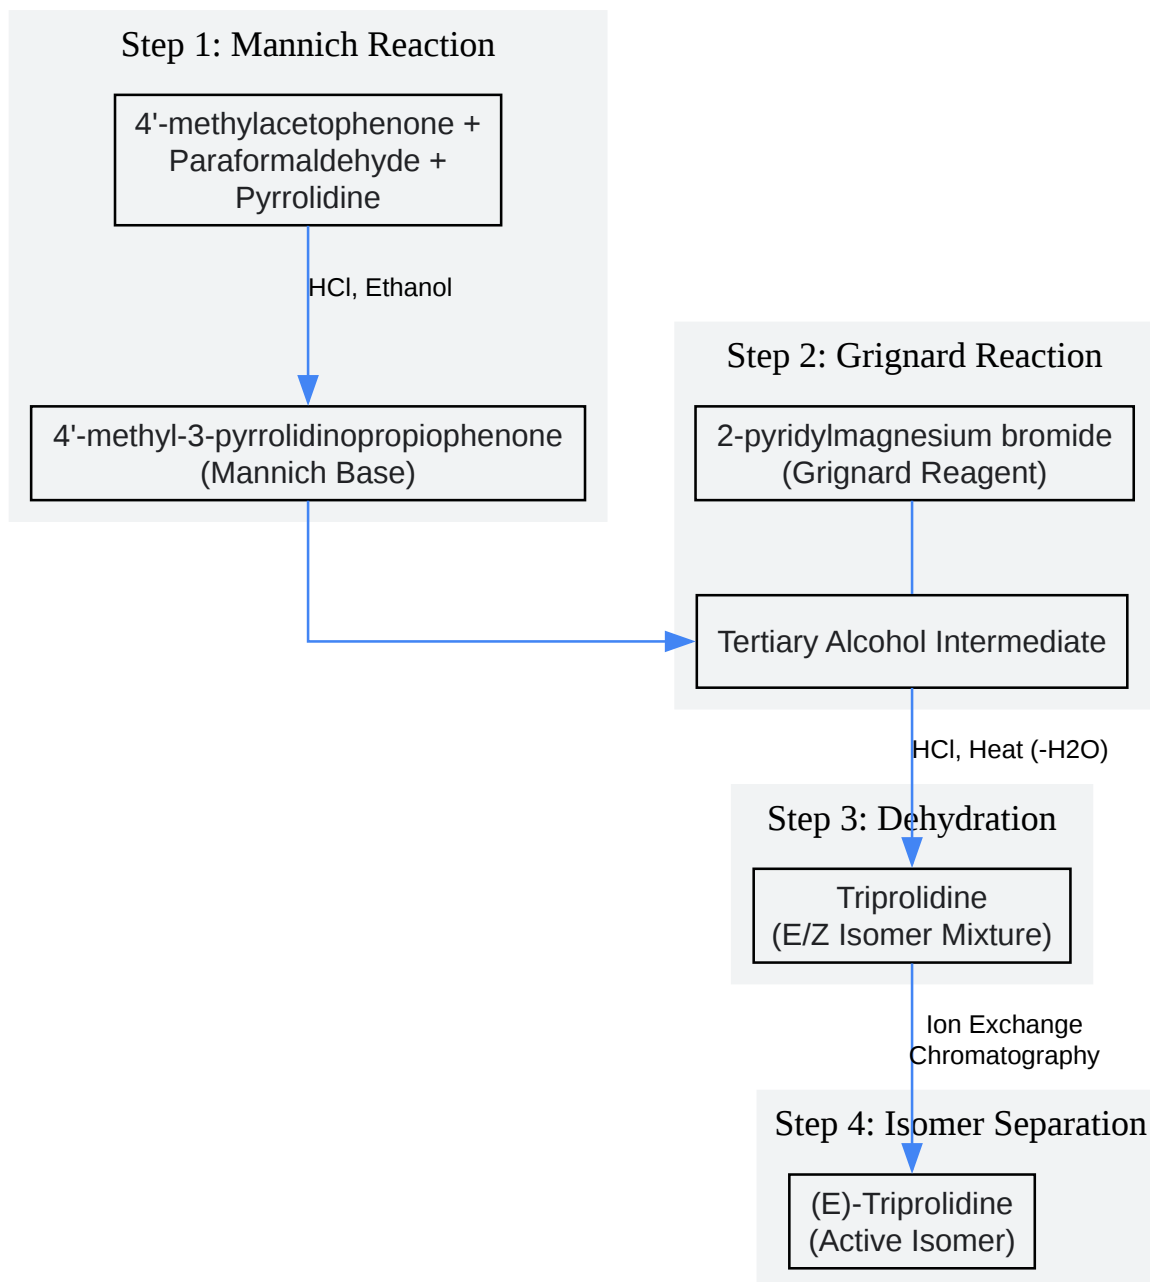 Step 1: Mannich Reaction
4'-methylacetophenone +
Paraformaldehyde +
Pyrrolidine
HCl, Ethanol
4'-methyl-3-pyrrolidinopropiophenone
(Mannich Base)
Step 2: Grignard Reaction
2-pyridylmagnesium bromide
(Grignard Reagent)
Tertiary Alcohol Intermediate
HCl, Heat (-H2O)
Step 3: Dehydration
Triprolidine
(E/Z Isomer Mixture)
Ion Exchange
Chromatography
Step 4: Isomer Separation
(E)-Triprolidine
(Active Isomer)